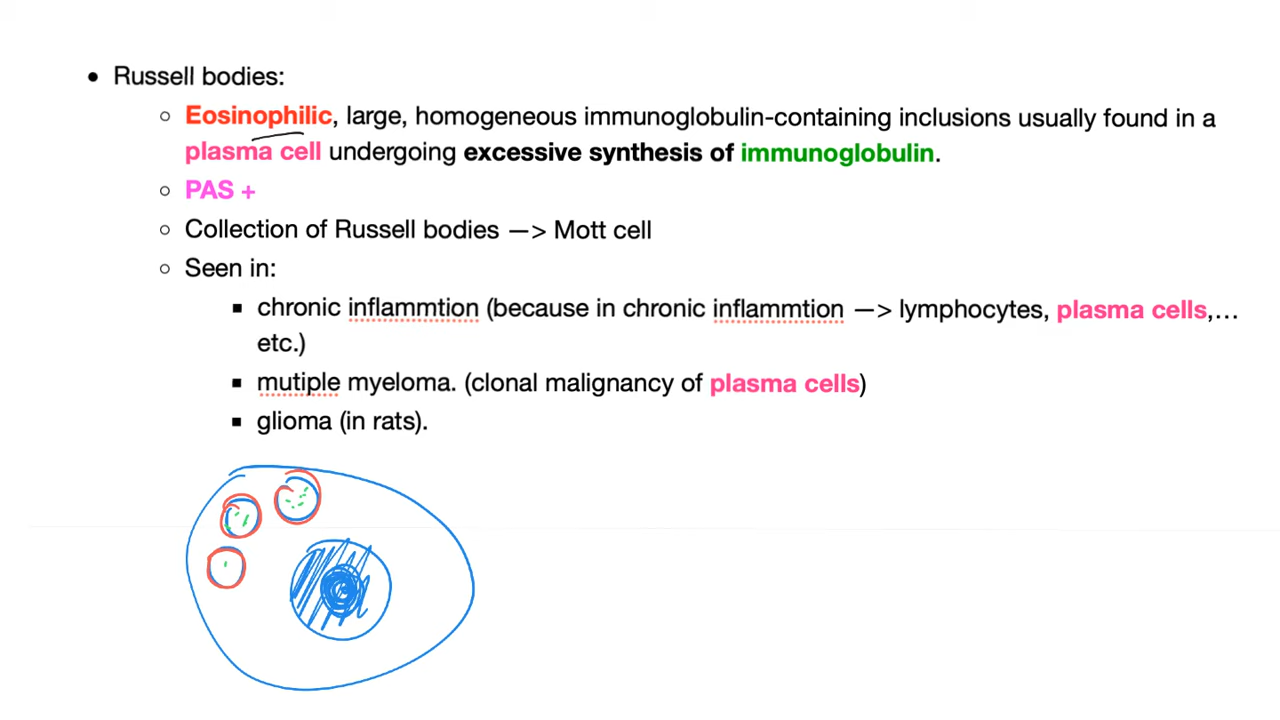 • Russell bodies:
○ Eosinophilic, large, homogeneous immunoglobulin-containing inclusions usually found in a
plasma cell undergoing excessive synthesis of immunoglobulin.
○ PAS +
○ Collection of Russell bodies —> Mott cell
○ Seen in:
▪ chronic inflammtion (because in chronic inflammtion —> lymphocytes, plasma cells,…
etc.)
▪ mutiple myeloma. (clonal malignancy of plasma cells)
▪ glioma (in rats).